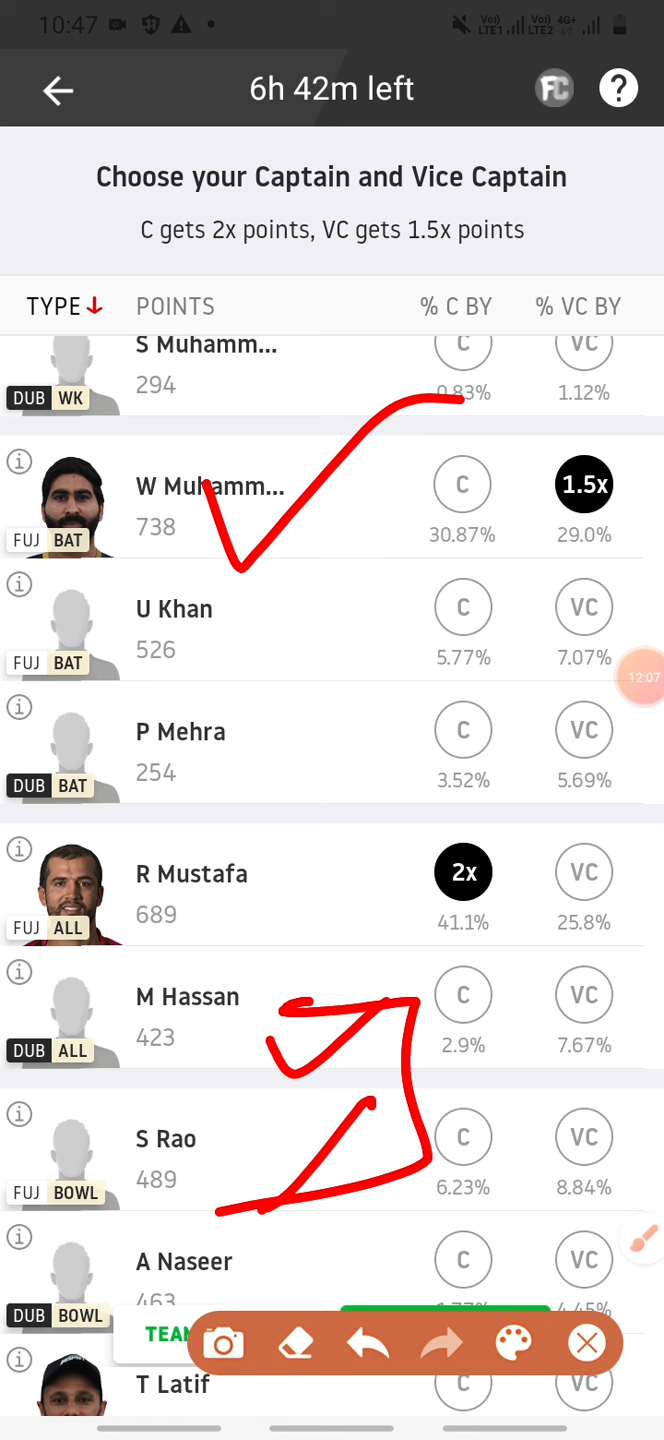 10:47 Vo)) LTE1 Vo)) LTE2 4G+
6h 42m left FC ?
Choose your Captain and Vice Captain
C gets 2x points, VC gets 1.5x points
TYPE POINTS % C BY % VC BY
S Muhamm... C VC
294 0.83% 1.12%
DUB WK
W Muhamm... C 1.5x
738 30.87% 29.0%
FUJ BAT
U Khan C VC
526 5.77% 7.07%
FUJ BAT
12:07
P Mehra C VC
254 3.52% 5.69%
DUB BAT
R Mustafa 2x VC
689 41.1% 25.8%
FUJ ALL
M Hassan C VC
423 2.9% 7.67%
DUB ALL
S Rao C VC
489 6.23% 8.84%
FUJ BOWL
A Naseer C VC
463 4.45%
DUB BOWL
TEAM
T Latif C VC